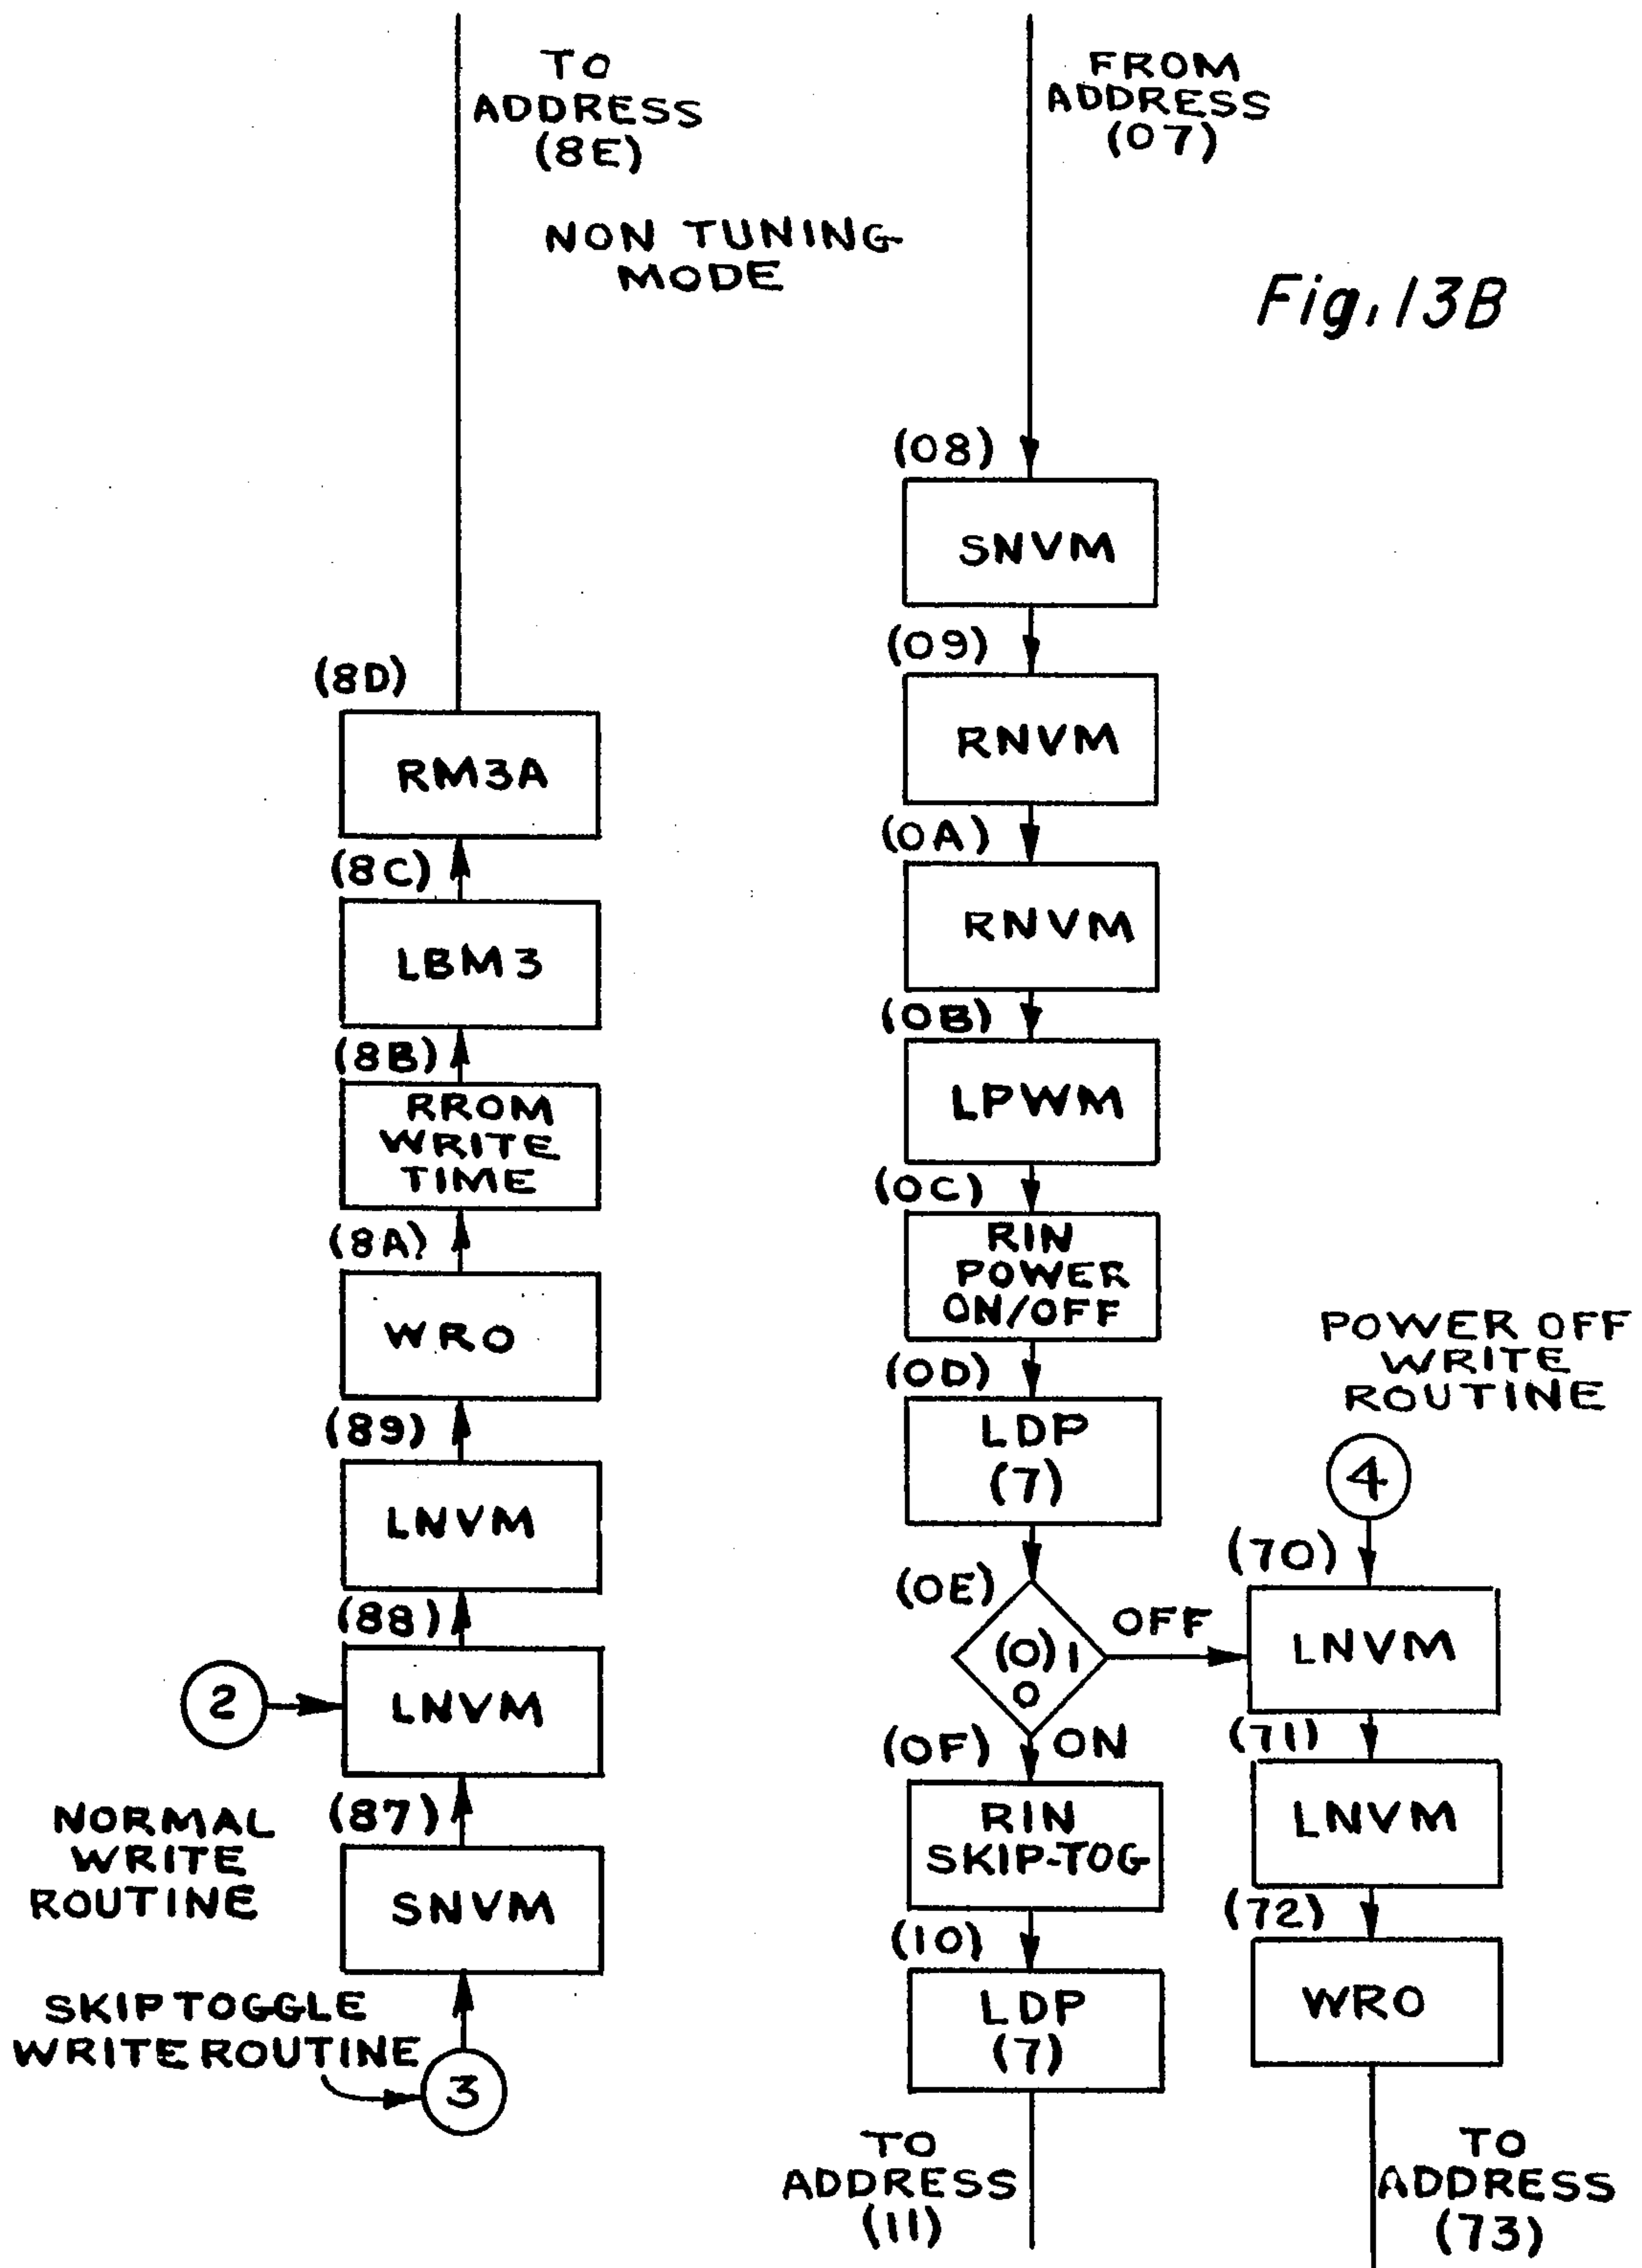 TO
ADDRESS
(8E)
FROM
ADDRESS
(07)
NON TUNING
MODE
Fig. 13B
(8D)
RM3A
(8C)
LBM3
(8B)
RROM
WRITE
TIME
(8A)
WRO
(89)
LNVM
(88)
2
LNVM
NORMAL
WRITE
ROUTINE
(87)
SNVM
SKIP TOGGLE
WRITE ROUTINE
3
(08)
SNVM
(09)
RNVM
(0A)
RNVM
(0B)
LPWM
(0C)
RIN
POWER
ON/OFF
(0D)
LDP
(7)
(0E)
(0) 1
0
OFF
(0F)
ON
RIN
SKIP-TOG
(10)
LDP
(7)
TO
ADDRESS
(11)
POWER OFF
WRITE
ROUTINE
4
(70)
LNVM
(71)
LNVM
(72)
WRO
TO
ADDRESS
(73)